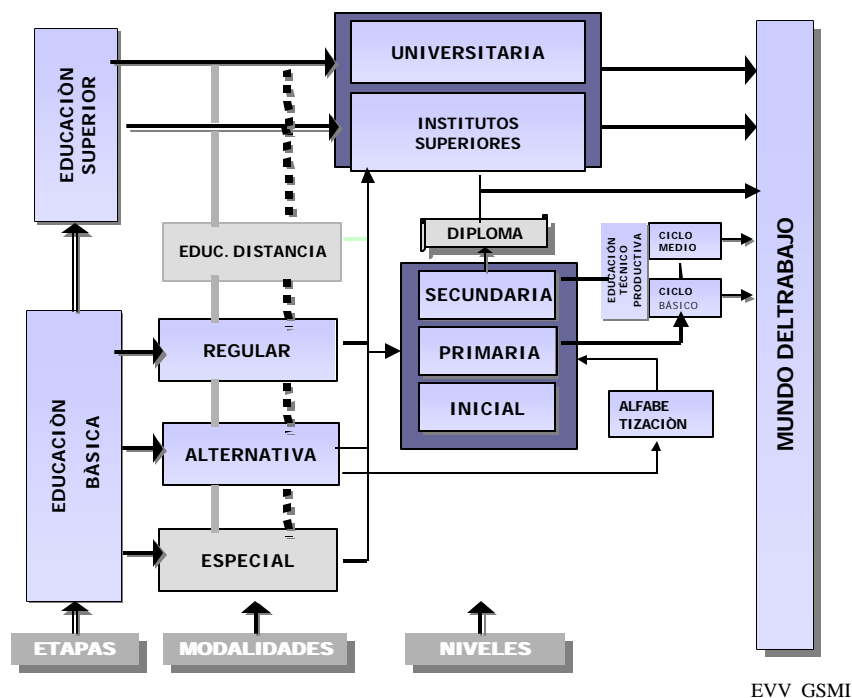 UNIVERSITARIA
INSTITUTOS
SUPERIORES
EDUCACIÒN
SUPERIOR
EDUC. DISTANCIA
DIPLOMA
SECUNDARIA
PRIMARIA
INICIAL
EDUCACIÓN
TÉCNICO
PRODUCTIVA
CICLO
MEDIO
CICLO
BÁSICO
REGULAR
ALTERNATIVA
ESPECIAL
EDUCACIÒN
BÀSICA
ALFABE
TIZACIÒN
MUNDO DELTRABAJO
ETAPAS
MODALIDADES
NIVELES
EVV GSMI